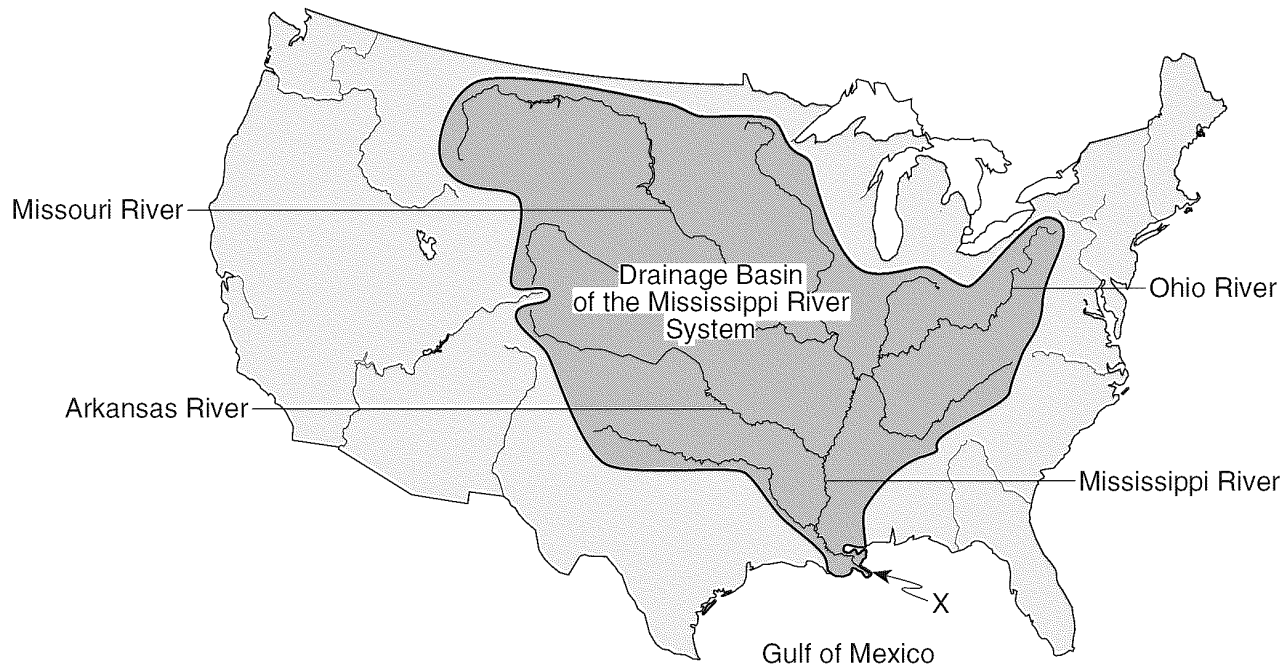 Missouri River
Drainage Basin
of the Mississippi River
System
Ohio River
Arkansas River
Mississippi River
X
Gulf of Mexico